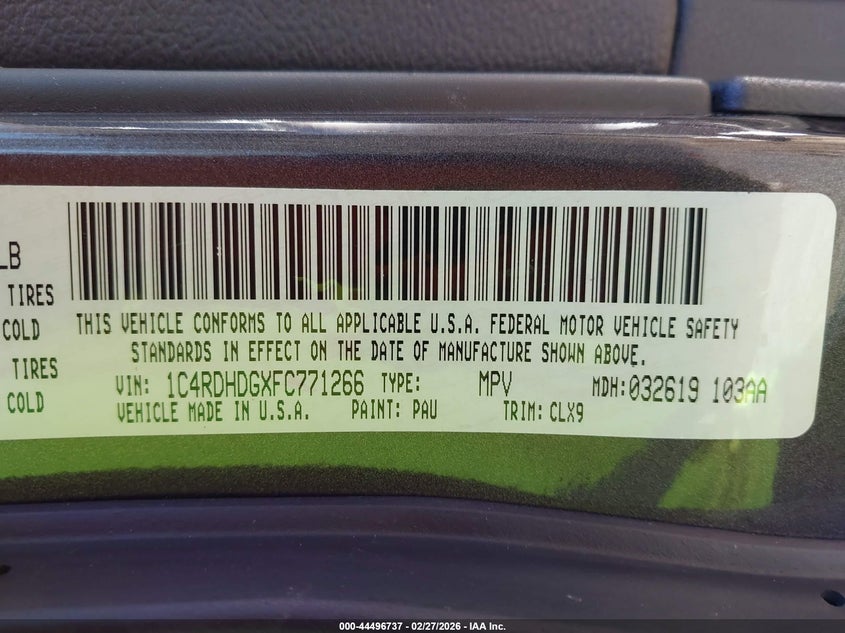 LB
TIRES
COLD
TIRES
COLD
THIS VEHICLE CONFORMS TO ALL APPLICABLE U.S.A. FEDERAL MOTOR VEHICLE SAFETY
STANDARDS IN EFFECT ON THE DATE OF MANUFACTURE SHOWN ABOVE.
VIN: 1C4RDHDGXFC771266 TYPE: MPV MDH:032619 103AA
VEHICLE MADE IN U.S.A. PAINT: PAU TRIM: CLX9
000-44496737 - 02/27/2026 - IAA Inc.